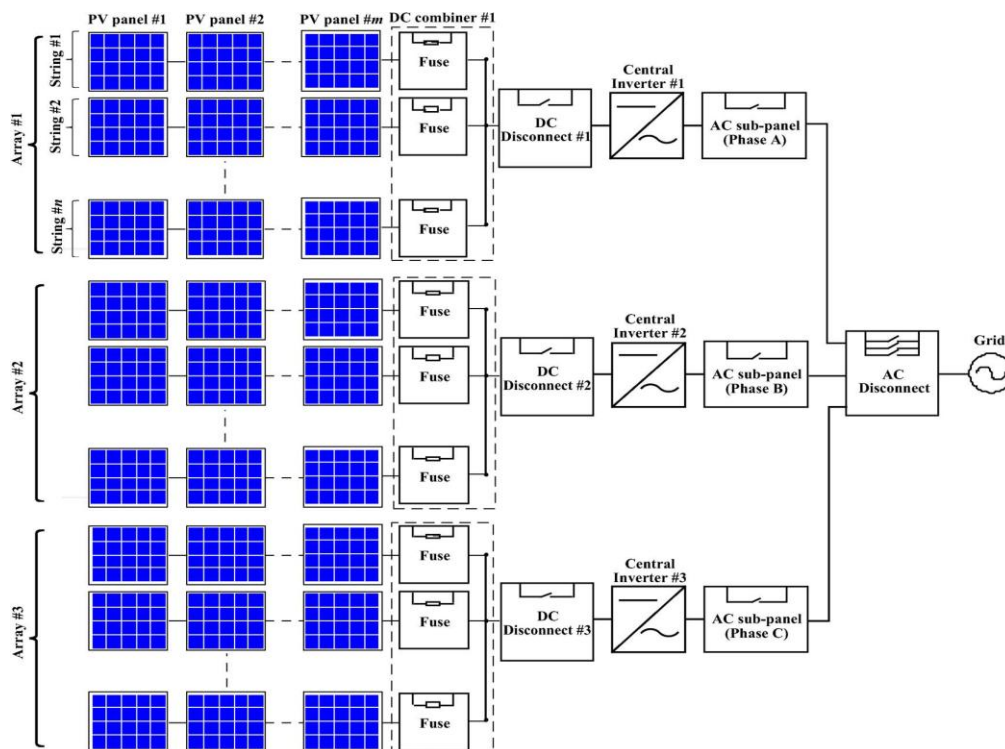 PV panel #1
PV panel #2
PV panel #m
DC combiner #1
Array #1
String #1
String #2
String #n
Fuse
Fuse
Fuse
DC
Disconnect #1
Central
Inverter #1
AC sub-panel
(Phase A)
Array #2
Fuse
Fuse
Fuse
DC
Disconnect #2
Central
Inverter #2
AC sub-panel
(Phase B)
AC
Disconnect
Grid
Array #3
Fuse
Fuse
Fuse
DC
Disconnect #3
Central
Inverter #3
AC sub-panel
(Phase C)